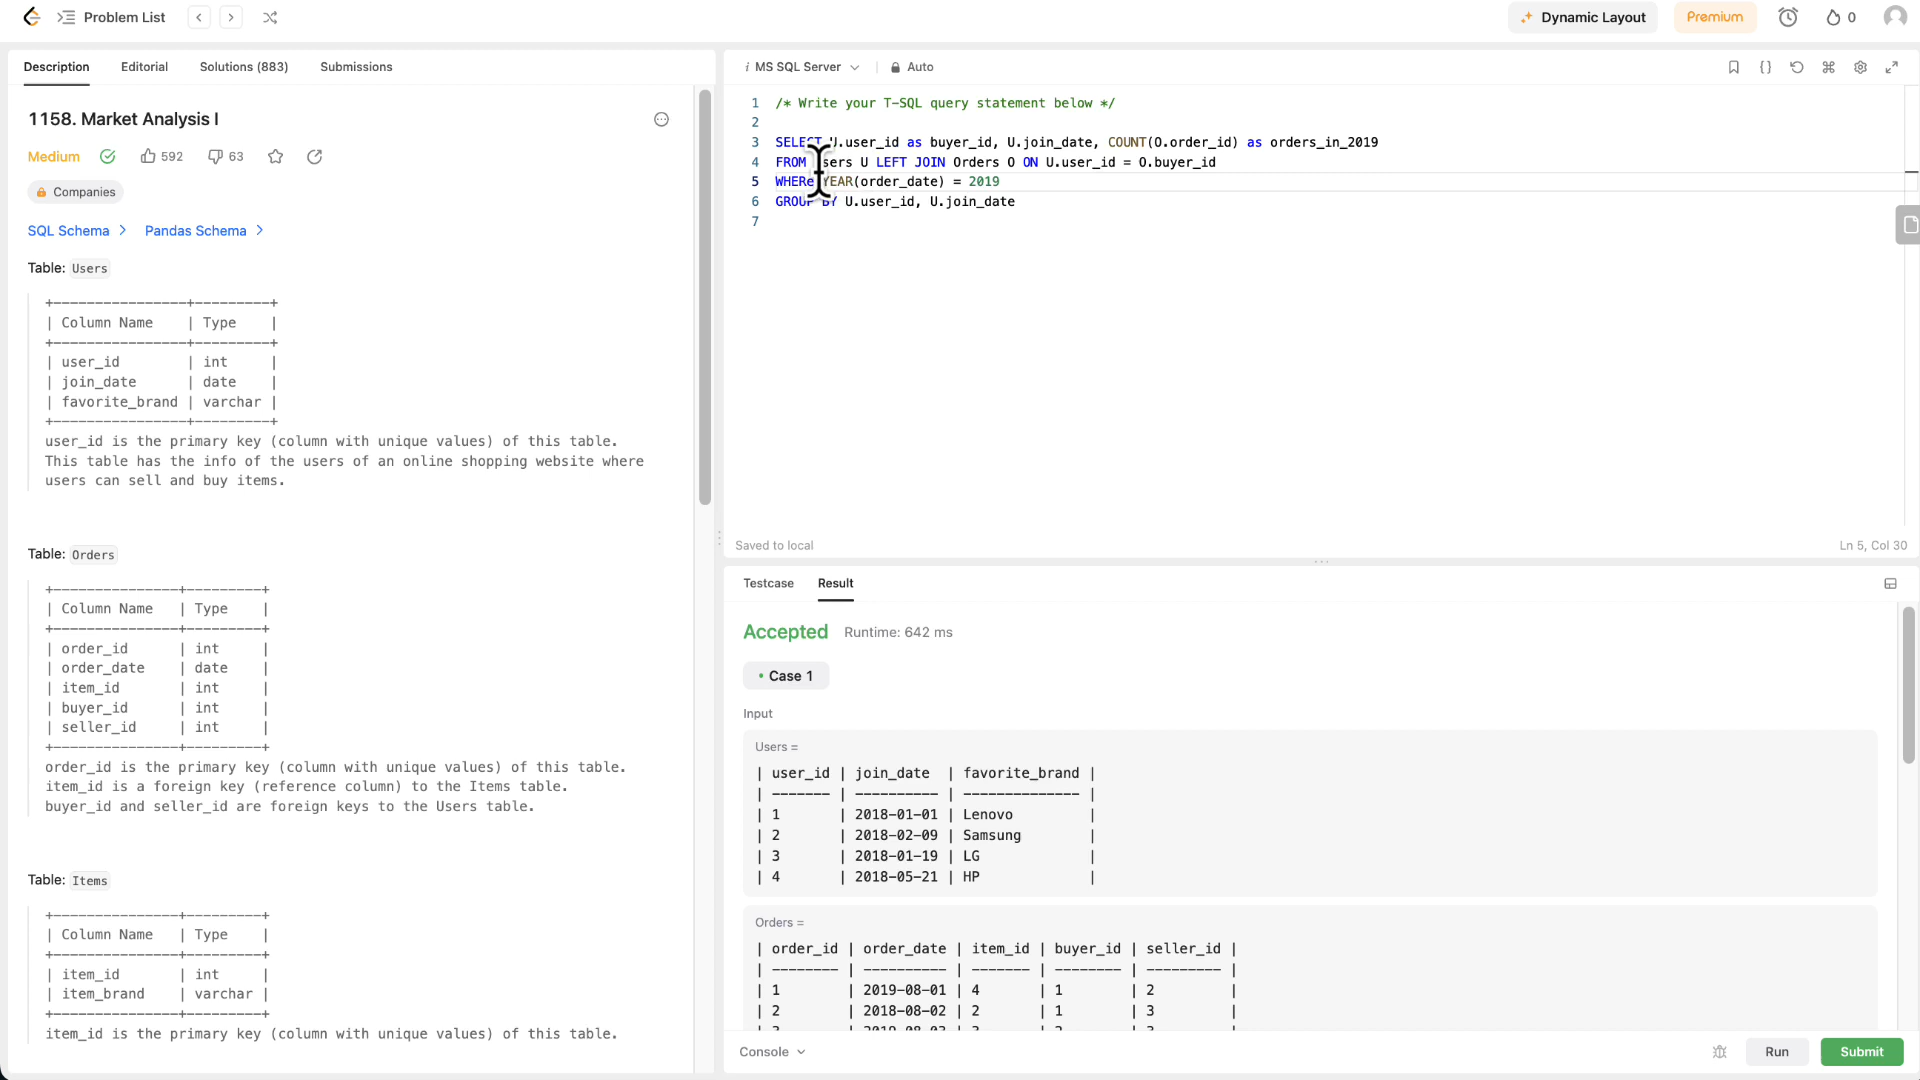 Problem List
Dynamic Layout
Premium
0
Description Editorial Solutions (883) Submissions
1158. Market Analysis I
Medium 592 63
Companies
SQL Schema Pandas Schema
Table: Users
+----------------+---------+
| Column Name    | Type    |
+----------------+---------+
| user_id        | int     |
| join_date      | date    |
| favorite_brand | varchar |
+----------------+---------+
user_id is the primary key (column with unique values) of this table.
This table has the info of the users of an online shopping website where
users can sell and buy items.
Table: Orders
+---------------+---------+
| Column Name   | Type    |
+---------------+---------+
| order_id      | int     |
| order_date    | date    |
| item_id       | int     |
| buyer_id      | int     |
| seller_id     | int     |
+---------------+---------+
order_id is the primary key (column with unique values) of this table.
item_id is a foreign key (reference column) to the Items table.
buyer_id and seller_id are foreign keys to the Users table.
Table: Items
+---------------+---------+
| Column Name   | Type    |
+---------------+---------+
| item_id       | int     |
| item_brand    | varchar |
+---------------+---------+
item_id is the primary key (column with unique values) of this table.
i MS SQL Server Auto
1 /* Write your T-SQL query statement below */
2
3 SELECT U.user_id as buyer_id, U.join_date, COUNT(O.order_id) as orders_in_2019
4 FROM Users U LEFT JOIN Orders O ON U.user_id = O.buyer_id
5 WHERe YEAR(order_date) = 2019
6 GROUP BY U.user_id, U.join_date
7
Saved to local
Ln 5, Col 30
Testcase Result
Accepted Runtime: 642 ms
• Case 1
Input
Users =
| user_id | join_date  | favorite_brand |
| ------- | ---------- | -------------- |
| 1       | 2018-01-01 | Lenovo         |
| 2       | 2018-02-09 | Samsung        |
| 3       | 2018-01-19 | LG             |
| 4       | 2018-05-21 | HP             |
Orders =
| order_id | order_date | item_id | buyer_id | seller_id |
| -------- | ---------- | ------- | -------- | --------- |
| 1        | 2019-08-01 | 4       | 1        | 2         |
| 2        | 2018-08-02 | 2       | 1        | 3         |
| 3        | 2019-08-03 | 3       | 2        | 3         |
Console
Run
Submit